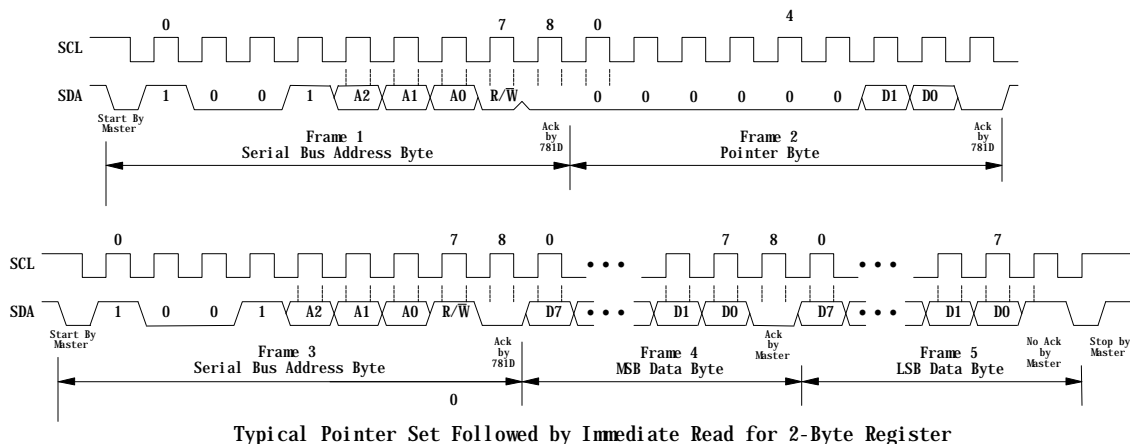 0 7 8 0 4
SCL
SDA 1 0 0 1 A2 A1 A0 R/W 0 0 0 0 0 0 D1 D0
Start By
Master
Ack
by
781D
Ack
by
781D
Frame 1
Serial Bus Address Byte
Frame 2
Pointer Byte
0 7 8 0 7 8 0 7
SCL •••  •••
SDA 1 0 0 1 A2 A1 A0 R/W D7 ••• D1 D0 D7 ••• D1 D0
Start By
Master
Ack
by
781D
Ack
by
Master
No Ack
by
Master
Stop by
Master
Frame 3
Serial Bus Address Byte
Frame 4
MSB Data Byte
Frame 5
LSB Data Byte
0
Typical Pointer Set Followed by Immediate Read for 2-Byte Register